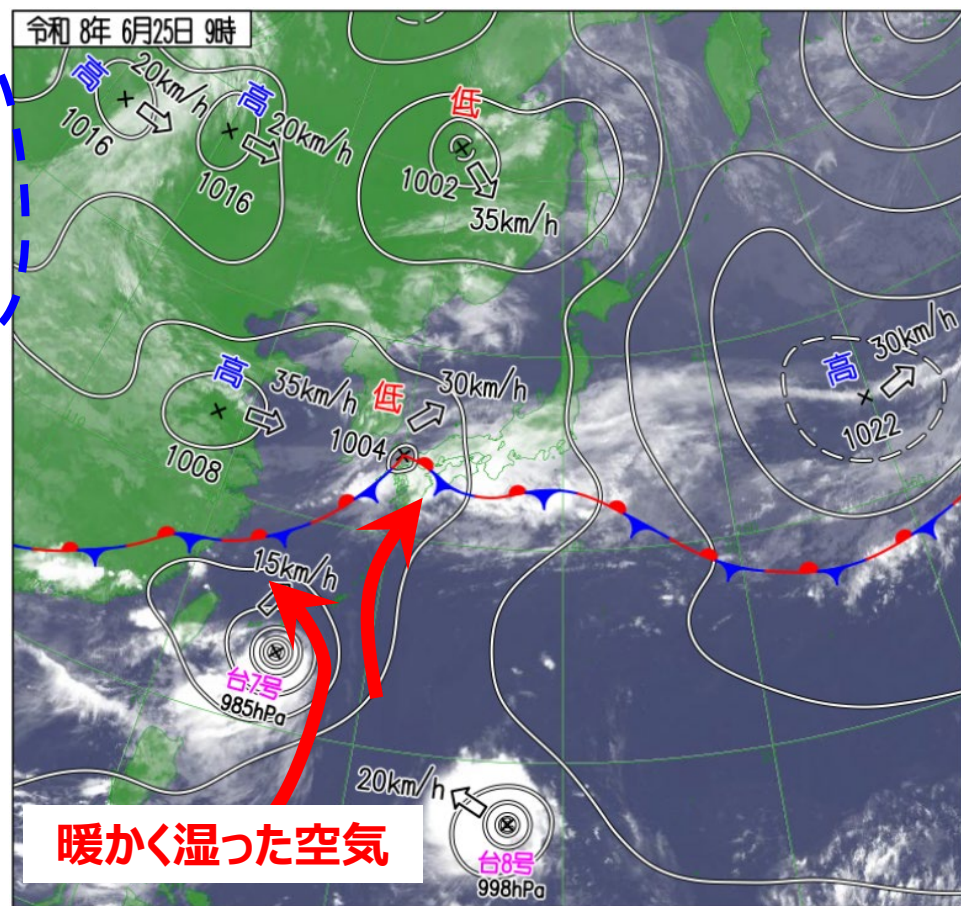 令和 8年 6月25日 9時
高
20km/h
1016
高
20km/h
1016
低
1002
35km/h
高
35km/h
1008
低
30km/h
1004
高
30km/h
1022
15km/h
台7号
985hPa
20km/h
台8号
998hPa
暖かく湿った空気